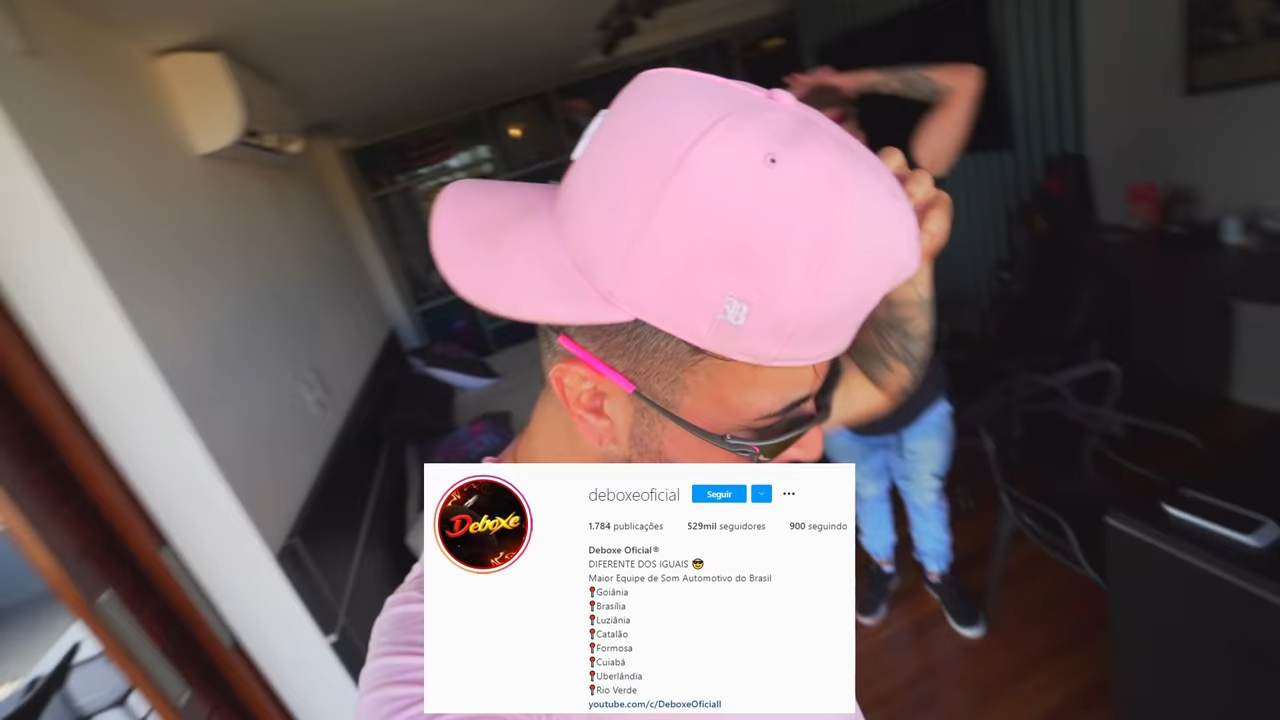 B
deboxeoficial Seguir
Deboxe
1.784 publicações 529mil seguidores 900 seguindo
Deboxe Oficial®
DIFERENTE DOS IGUAIS 😎
Maior Equipe de Som Automotivo do Brasil
📍Goiânia
📍Brasília
📍Luziânia
📍Catalão
📍Formosa
📍Cuiabá
📍Uberlândia
📍Rio Verde
youtube.com/c/DeboxeOficiall